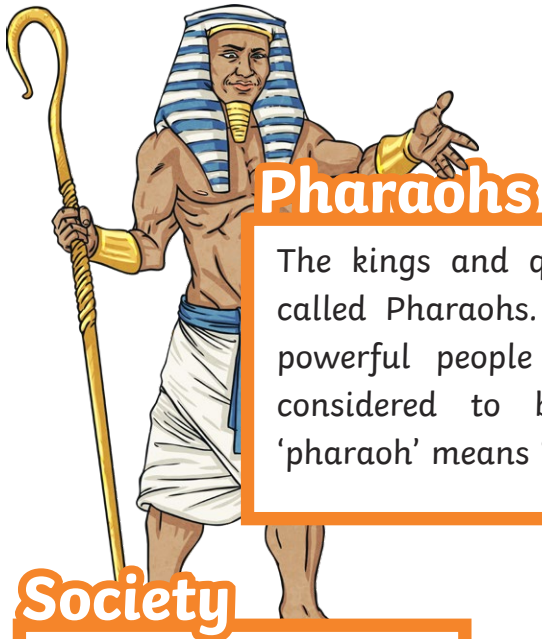 Pharaohs
The kings and
called Pharaohs.
powerful people
considered to
'pharaoh' means
Society